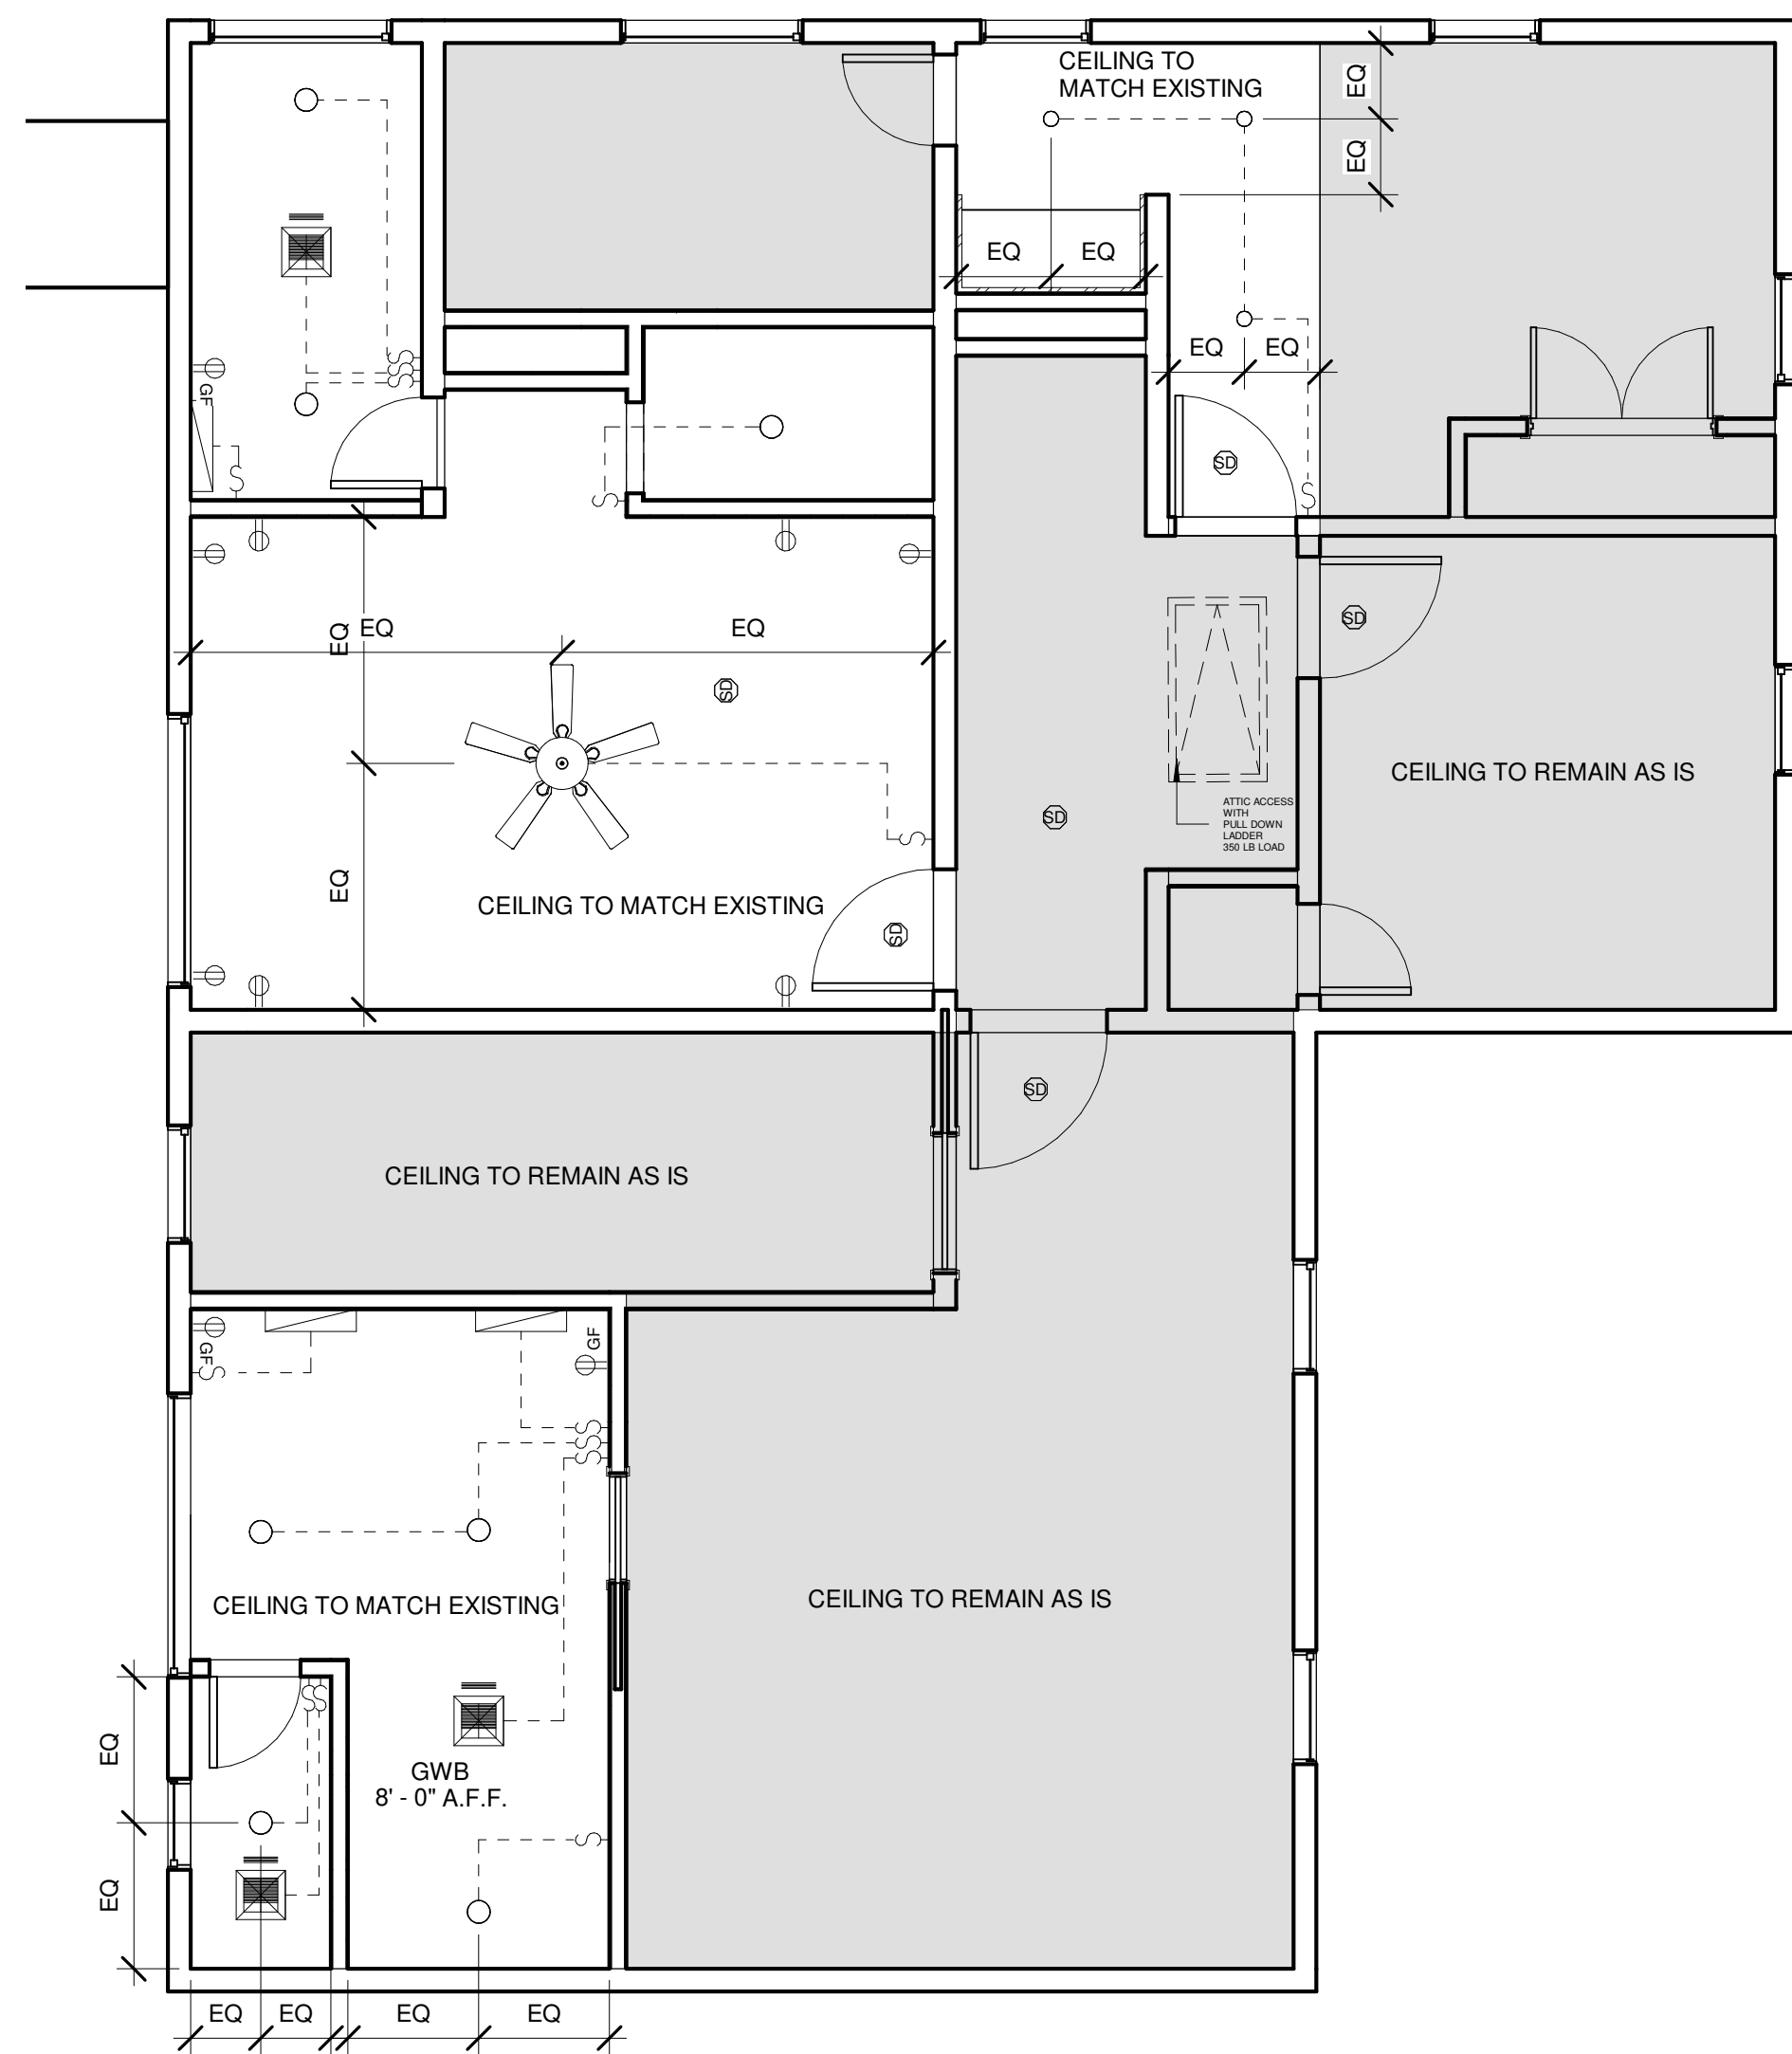 CEILING TO
MATCH EXISTING
EQ
EQ
EQ EQ
EQ EQ
GF
SD
EQ EQ
EQ
SD
SD
CEILING TO REMAIN AS IS
ATTIC ACCESS
WITH
PULL DOWN
LADDER
350 LB LOAD
SD
EQ
CEILING TO MATCH EXISTING
SD
SD
CEILING TO REMAIN AS IS
GF
GF
CEILING TO MATCH EXISTING
CEILING TO REMAIN AS IS
EQ
GWB
8' - 0" A.F.F.
EQ
EQ EQ EQ EQ